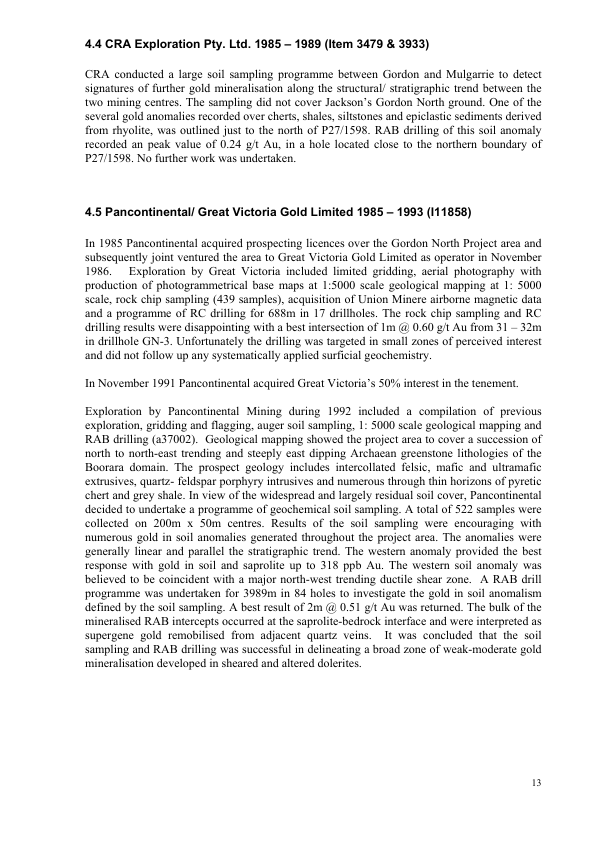 4.4 CRA Exploration Pty. Ltd. 1985 – 1989 (Item 3479 & 3933)
CRA conducted a large soil sampling programme between Gordon and Mulgarrie to detect
signatures of further gold mineralisation along the structural/ stratigraphic trend between the
two mining centres. The sampling did not cover Jackson's Gordon North ground. One of the
several gold anomalies recorded over cherts, shales, siltstones and epiclastic sediments derived
from rhyolite, was outlined just to the north of P27/1598. RAB drilling of this soil anomaly
recorded an peak value of 0.24 g/t Au, in a hole located close to the northern boundary of
P27/1598. No further work was undertaken.
4.5 Pancontinental/ Great Victoria Gold Limited 1985 – 1993 (I11858)
In 1985 Pancontinental acquired prospecting licences over the Gordon North Project area and
subsequently joint ventured the area to Great Victoria Gold Limited as operator in November
1986. Exploration by Great Victoria included limited gridding, aerial photography with
production of photogrammetrical base maps at 1:5000 scale geological mapping at 1: 5000
scale, rock chip sampling (439 samples), acquisition of Union Minere airborne magnetic data
and a programme of RC drilling for 688m in 17 drillholes. The rock chip sampling and RC
drilling results were disappointing with a best intersection of 1m @ 0.60 g/t Au from 31 – 32m
in drillhole GN-3. Unfortunately the drilling was targeted in small zones of perceived interest
and did not follow up any systematically applied surficial geochemistry.
In November 1991 Pancontinental acquired Great Victoria's 50% interest in the tenement.
Exploration by Pancontinental Mining during 1992 included a compilation of previous
exploration, gridding and flagging, auger soil sampling, 1: 5000 scale geological mapping and
RAB drilling (a37002). Geological mapping showed the project area to cover a succession of
north to north-east trending and steeply east dipping Archaean greenstone lithologies of the
Boorara domain. The prospect geology includes intercollated felsic, mafic and ultramafic
extrusives, quartz- feldspar porphyry intrusives and numerous through thin horizons of pyretic
chert and grey shale. In view of the widespread and largely residual soil cover, Pancontinental
decided to undertake a programme of geochemical soil sampling. A total of 522 samples were
collected on 200m x 50m centres. Results of the soil sampling were encouraging with
numerous gold in soil anomalies generated throughout the project area. The anomalies were
generally linear and parallel the stratigraphic trend. The western anomaly provided the best
response with gold in soil and saprolite up to 318 ppb Au. The western soil anomaly was
believed to be coincident with a major north-west trending ductile shear zone. A RAB drill
programme was undertaken for 3989m in 84 holes to investigate the gold in soil anomalism
defined by the soil sampling. A best result of 2m @ 0.51 g/t Au was returned. The bulk of the
mineralised RAB intercepts occurred at the saprolite-bedrock interface and were interpreted as
supergene gold remobilised from adjacent quartz veins. It was concluded that the soil
sampling and RAB drilling was successful in delineating a broad zone of weak-moderate gold
mineralisation developed in sheared and altered dolerites.
13